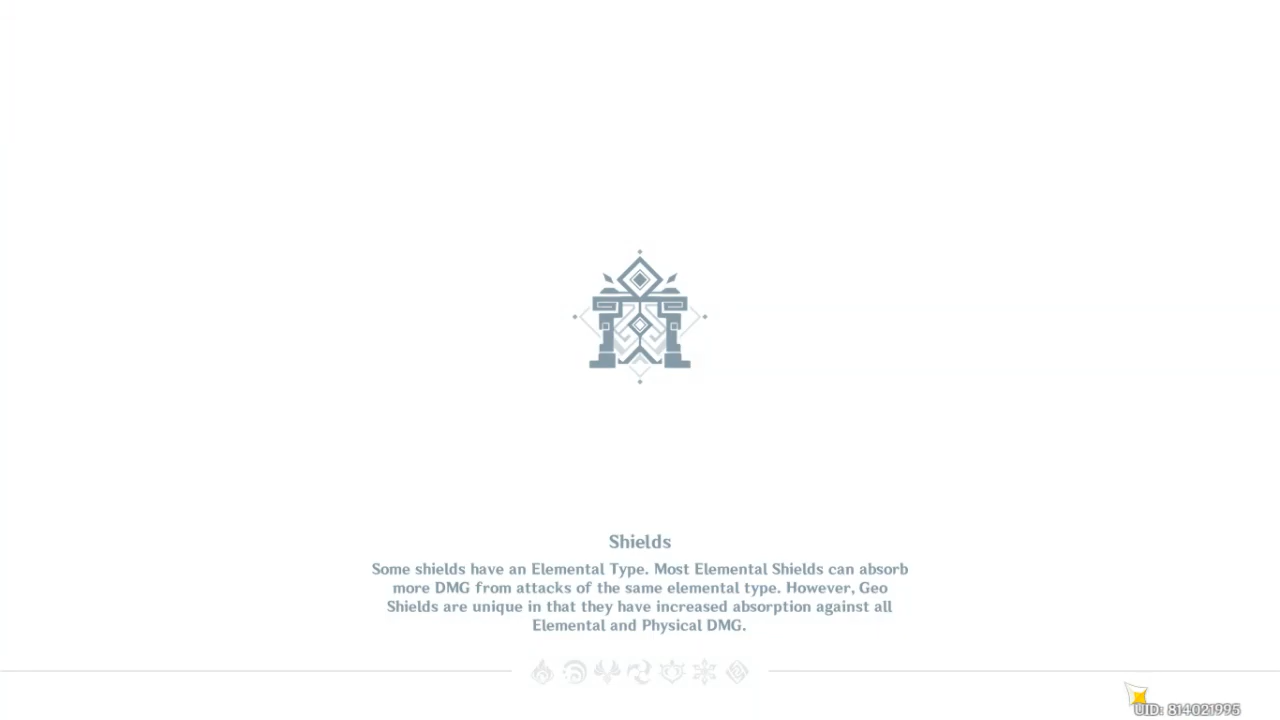 Shields
Some shields have an Elemental Type. Most Elemental Shields can absorb
more DMG from attacks of the same elemental type. However, Geo
Shields are unique in that they have increased absorption against all
Elemental and Physical DMG.
UID: 814021995